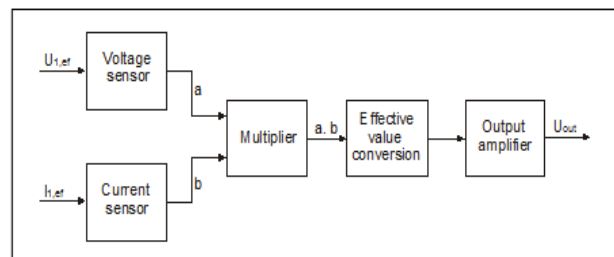 U1,ef
Voltage
sensor
a
I1,ef
Current
sensor
b
Multiplier
a. b
Effective
value
conversion
Output
amplifier
Uout